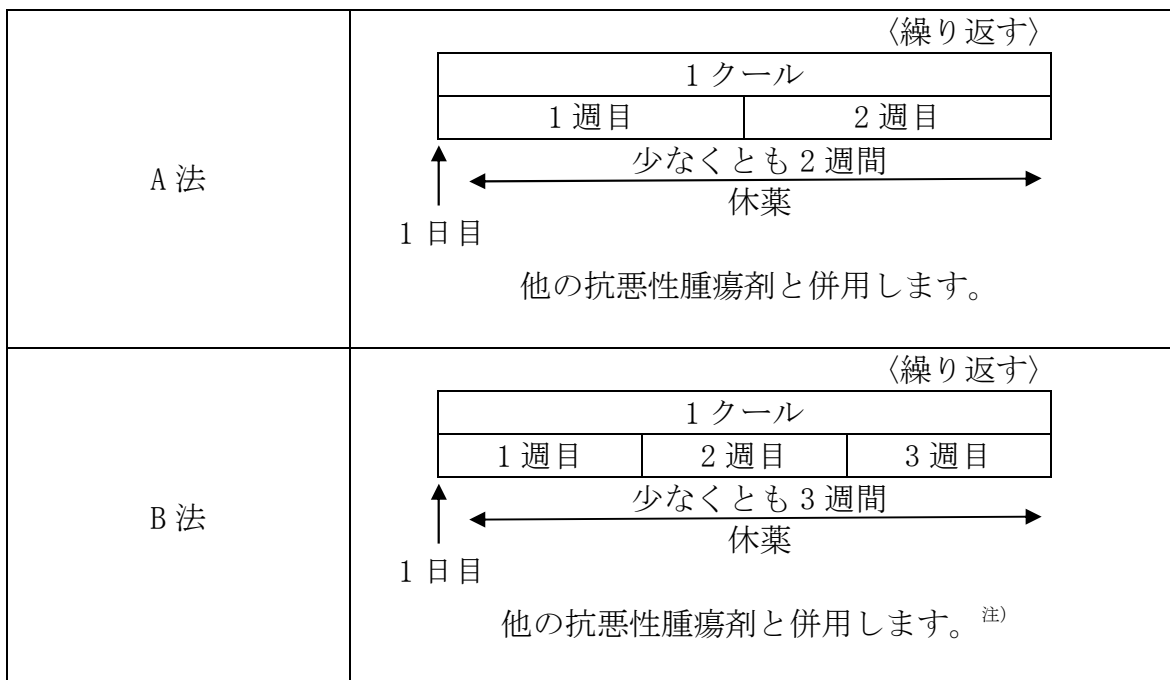 A法
〈繰り返す〉
1クール
1週目 2週目
少なくとも2週間
休薬
1日目
他の抗悪性腫瘍剤と併用します。
B法
〈繰り返す〉
1クール
1週目 2週目 3週目
少なくとも3週間
休薬
1日目
他の抗悪性腫瘍剤と併用します。注)